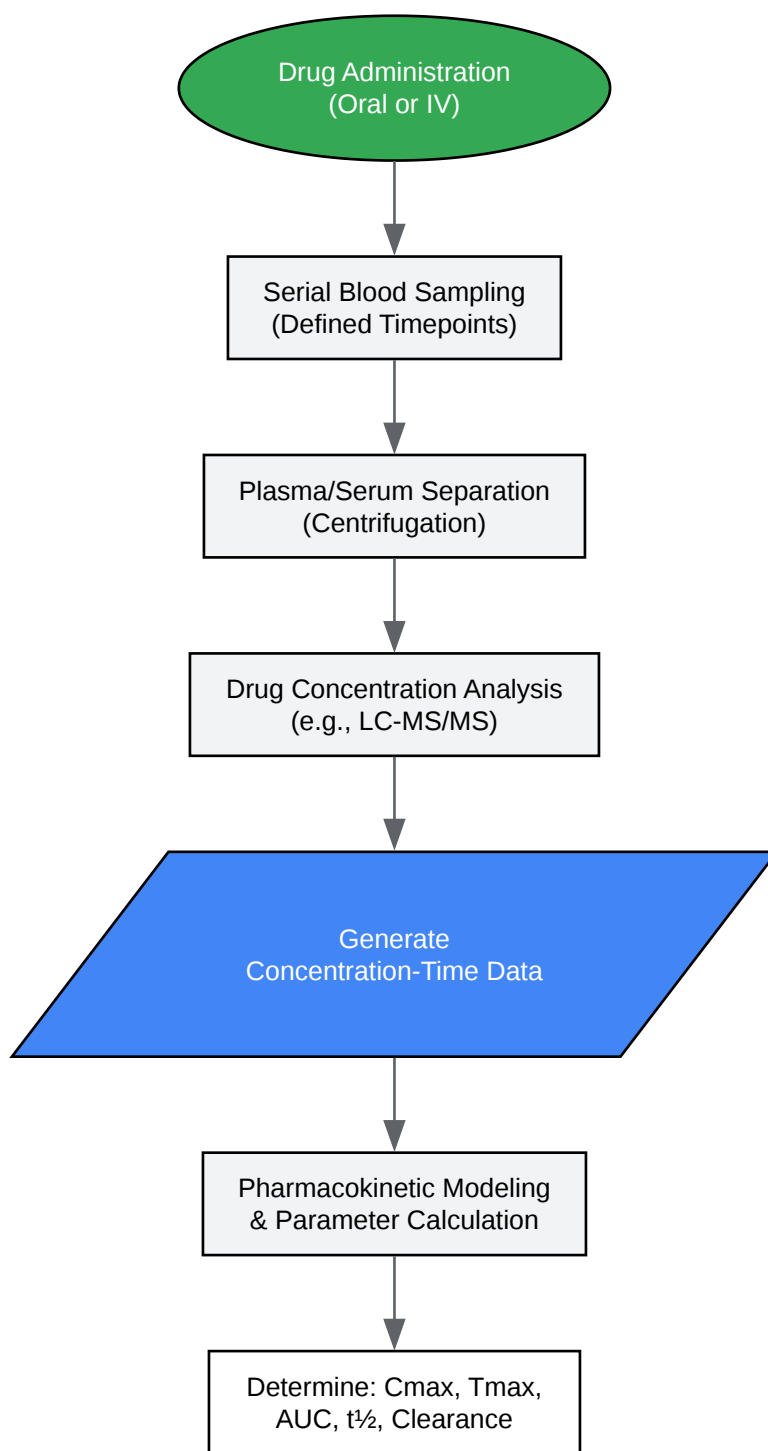 Drug Administration
(Oral or IV)
Serial Blood Sampling
(Defined Timepoints)
Plasma/Serum Separation
(Centrifugation)
Drug Concentration Analysis
(e.g., LC-MS/MS)
Generate
Concentration-Time Data
Pharmacokinetic Modeling
& Parameter Calculation
Determine: Cmax, Tmax,
AUC, t½, Clearance